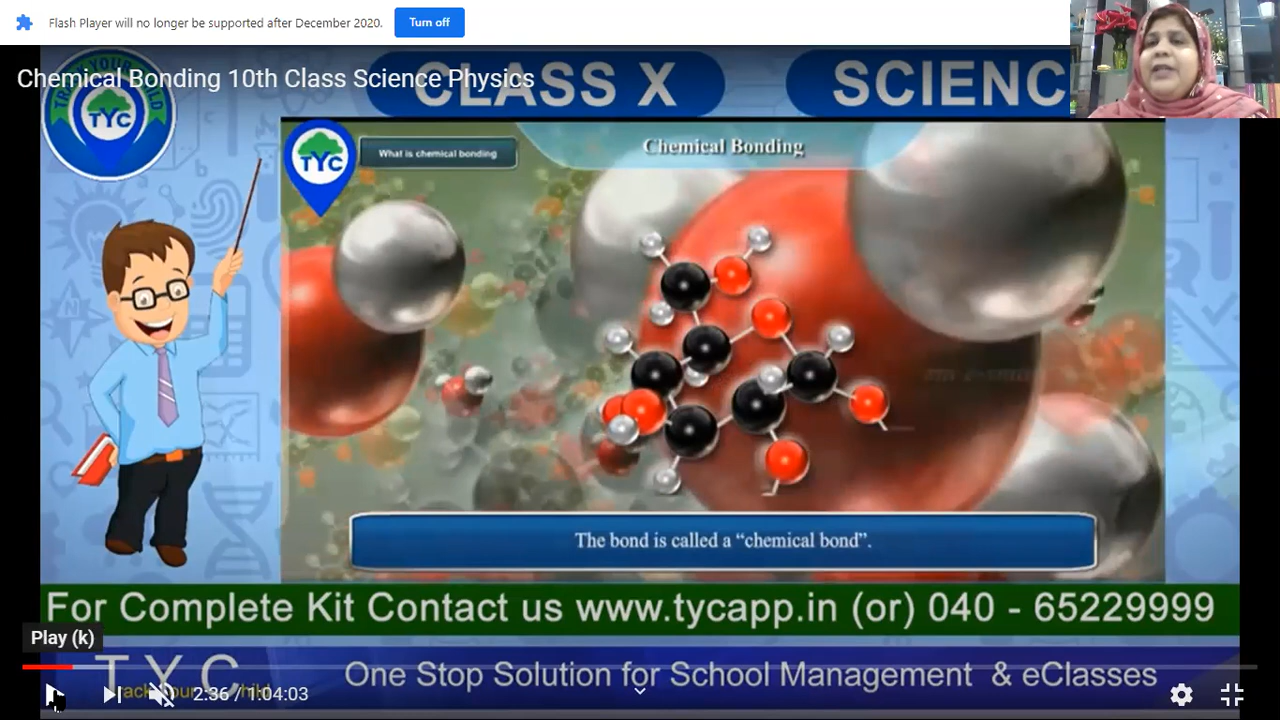 Flash Player will no longer be supported after December 2020.
Turn off
Chemical Bonding 10th Class Science Physics
CLASS X
SCIENC
TYC
TYC
What is chemical bonding
Chemical Bonding
The bond is called a “chemical bond”.
For Complete Kit Contact us www.tycapp.in (or) 040 - 65229999
Play (k)
T Y C
One Stop Solution for School Management & eClasses
2:36 / 1:04:03